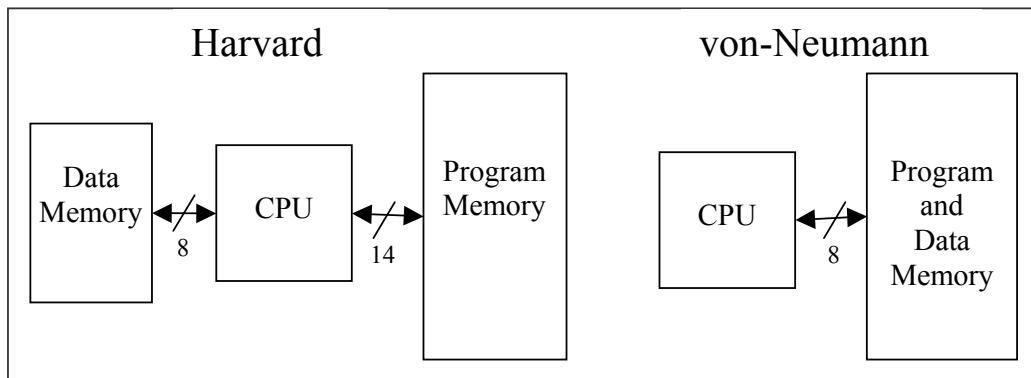 Harvard
Data
Memory
8
CPU
14
Program
Memory
von-Neumann
CPU
8
Program
and
Data
Memory